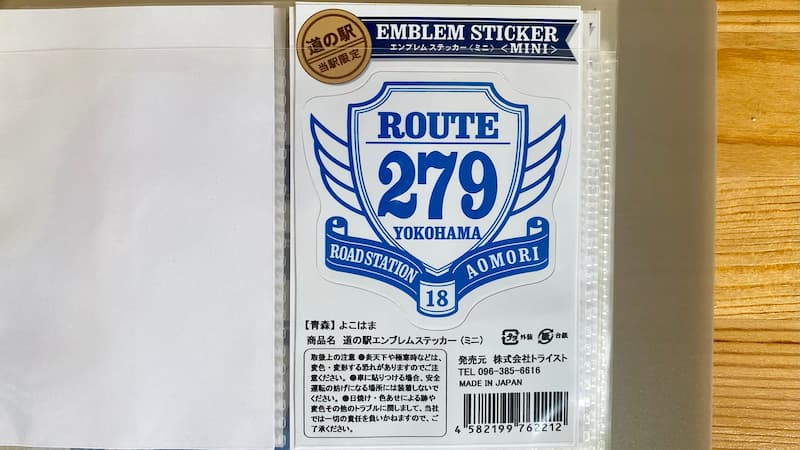 道の駅
当駅限定
EMBLEM STICKER
エンブレムステッカー〈ミニ〉〈MINI〉
ROUTE
279
YOKOHAMA
ROAD STATION
AOMORI
18
【青森】よこはま
商品名 道の駅エンブレムステッカー〈ミニ〉
プラ 外装 紙 台紙
取扱上の注意 ●炎天下や極寒時などは、
変色・変形する恐れがありますのでご注
意ください。●車に貼りつける場合、安全
運転の妨げになる場所には装着しないで
ください。●日焼け・色あせによる跡や
変色その他のトラブルに関しまして、当社
では一切の責任を負いかねますので、ご
了承ください。
発売元 株式会社トライスト
TEL 096-385-6616
MADE IN JAPAN
4 582199 762212